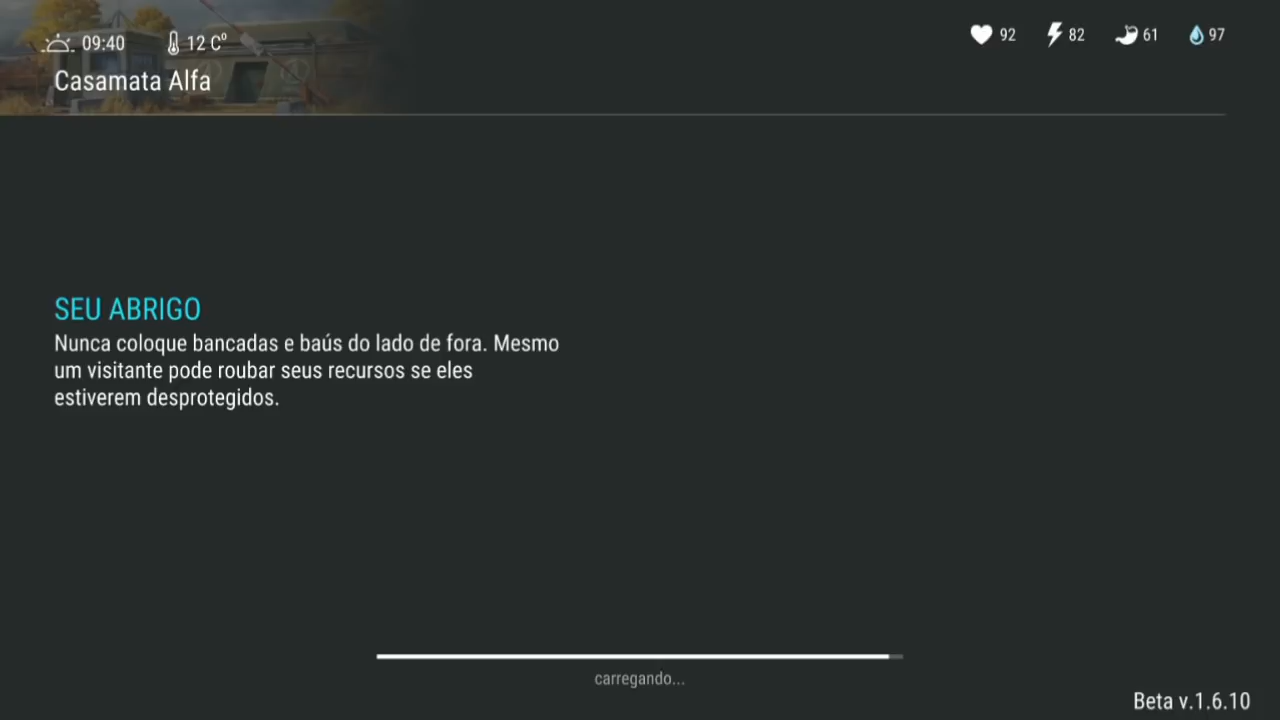 09:40 12 Cº
Casamata Alfa
92 82 61 97
SEU ABRIGO
Nunca coloque bancadas e baús do lado de fora. Mesmo
um visitante pode roubar seus recursos se eles
estiverem desprotegidos.
carregando...
Beta v.1.6.10